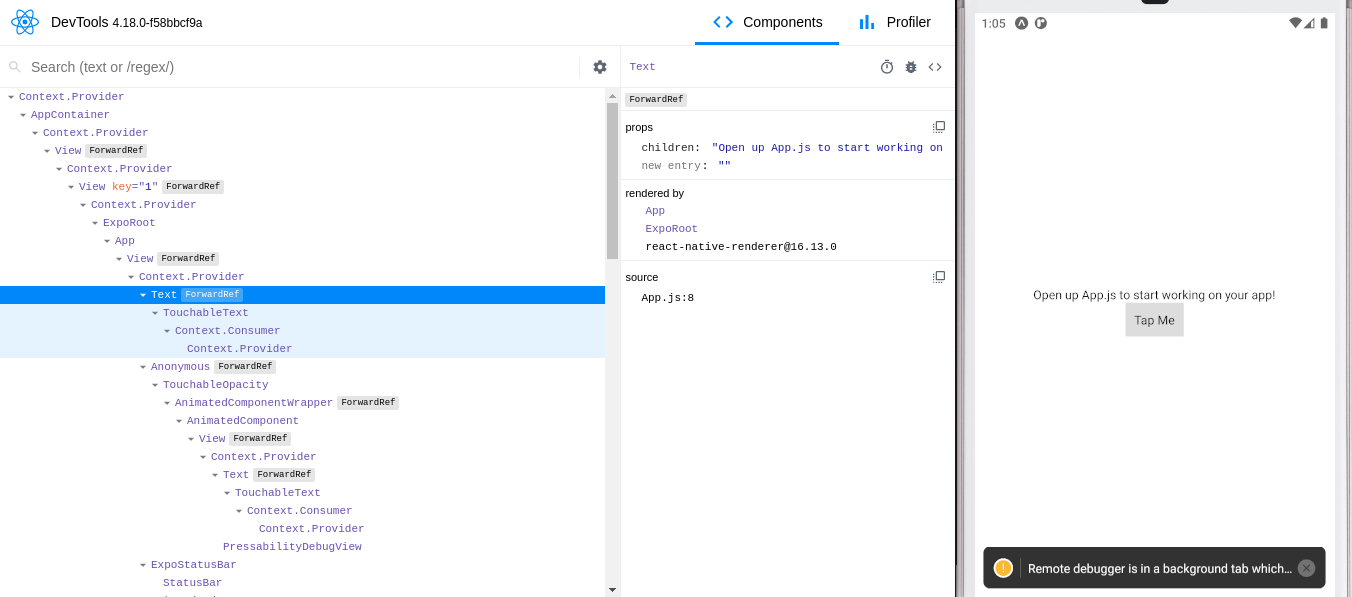 DevTools 4.18.0-f58bbcf9a
Components
Profiler
Search (text or /regex/)
Context.Provider
AppContainer
Context.Provider
View ForwardRef
Context.Provider
View key="1" ForwardRef
Context.Provider
ExpoRoot
App
View ForwardRef
Context.Provider
Text ForwardRef
TouchableText
Context.Consumer
Context.Provider
Anonymous ForwardRef
TouchableOpacity
AnimatedComponentWrapper ForwardRef
AnimatedComponent
View ForwardRef
Context.Provider
Text ForwardRef
TouchableText
Context.Consumer
Context.Provider
PressabilityDebugView
ExpoStatusBar
StatusBar
Text
ForwardRef
props
children: "Open up App.js to start working on
new entry: ""
rendered by
App
ExpoRoot
react-native-renderer@16.13.0
source
App.js:8
1:05
Open up App.js to start working on your app!
Tap Me
Remote debugger is in a background tab which...